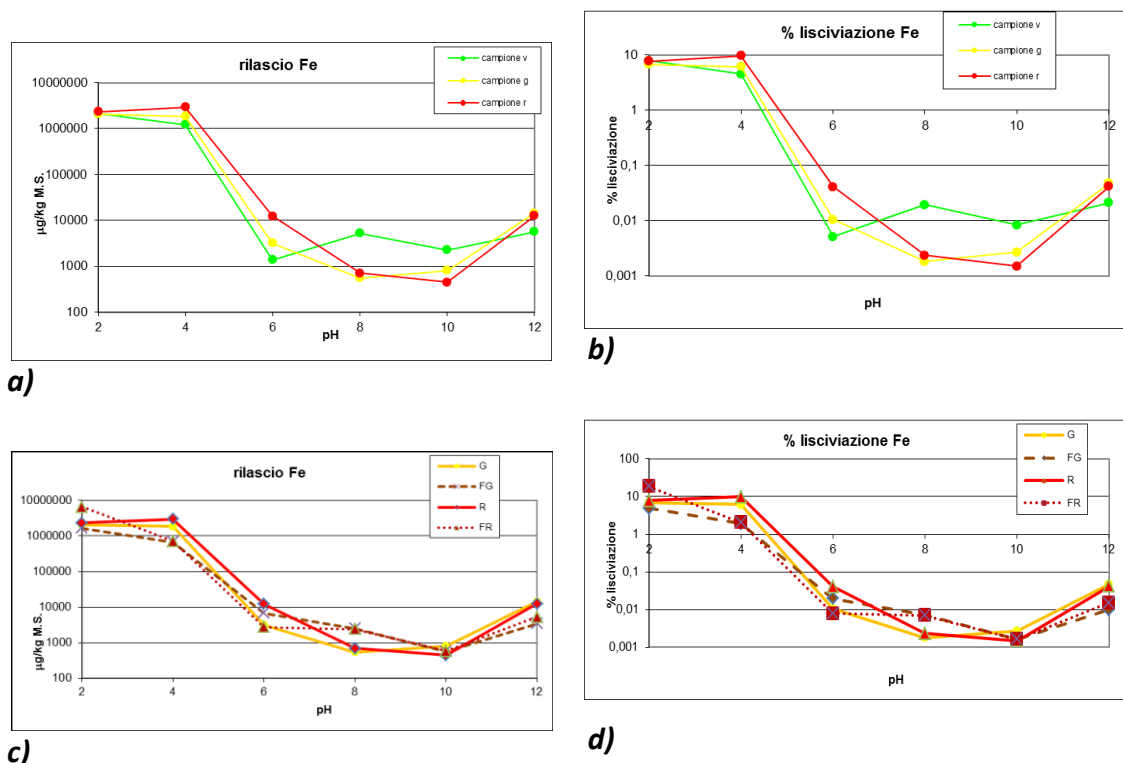 rilascio Fe
campione v
campione g
campione r
10000000
1000000
100000
10000
1000
100
µg/kg M.S.
2 4 6 8 10 12
pH
a)
% lisciviazione Fe
campione v
campione g
campione r
10
1
0,1
0,01
0,001
% lisciviazione
2 4 6 8 10 12
pH
b)
rilascio Fe
G
FG
R
FR
10000000
1000000
100000
10000
1000
100
µg/kg M.S.
2 4 6 8 10 12
pH
c)
% lisciviazione Fe
G
FG
R
FR
100
10
1
0,1
0,01
0,001
% lisciviazione
2 4 6 8 10 12
pH
d)